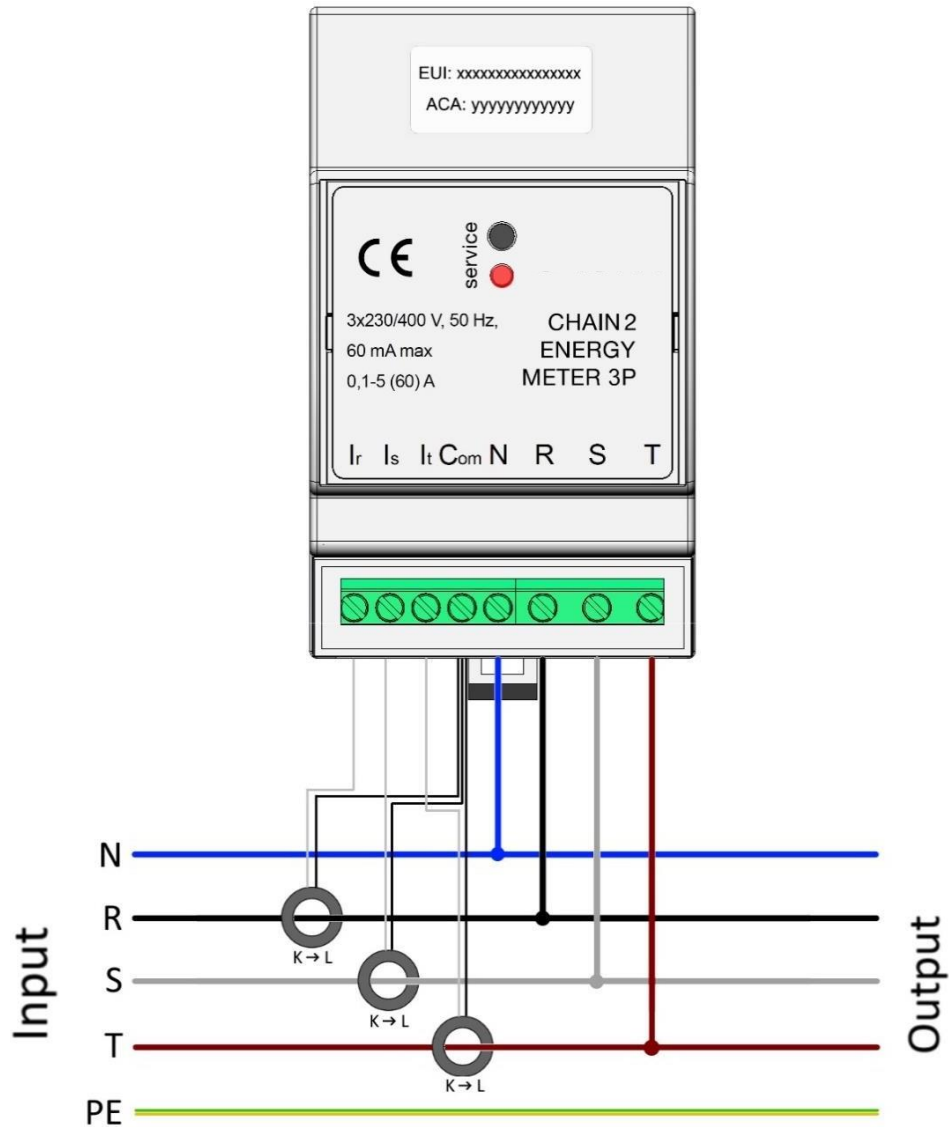 EUI: xxxxxxxxxxxxxxxx
ACA: yyyyyyyyyyyy
CE
service
3x230/400 V, 50 Hz,
60 mA max
0,1-5 (60) A
CHAIN 2
ENERGY
METER 3P
Ir Is It Com N R S T
Input
Output
N
R
K → L
S
K → L
T
K → L
PE